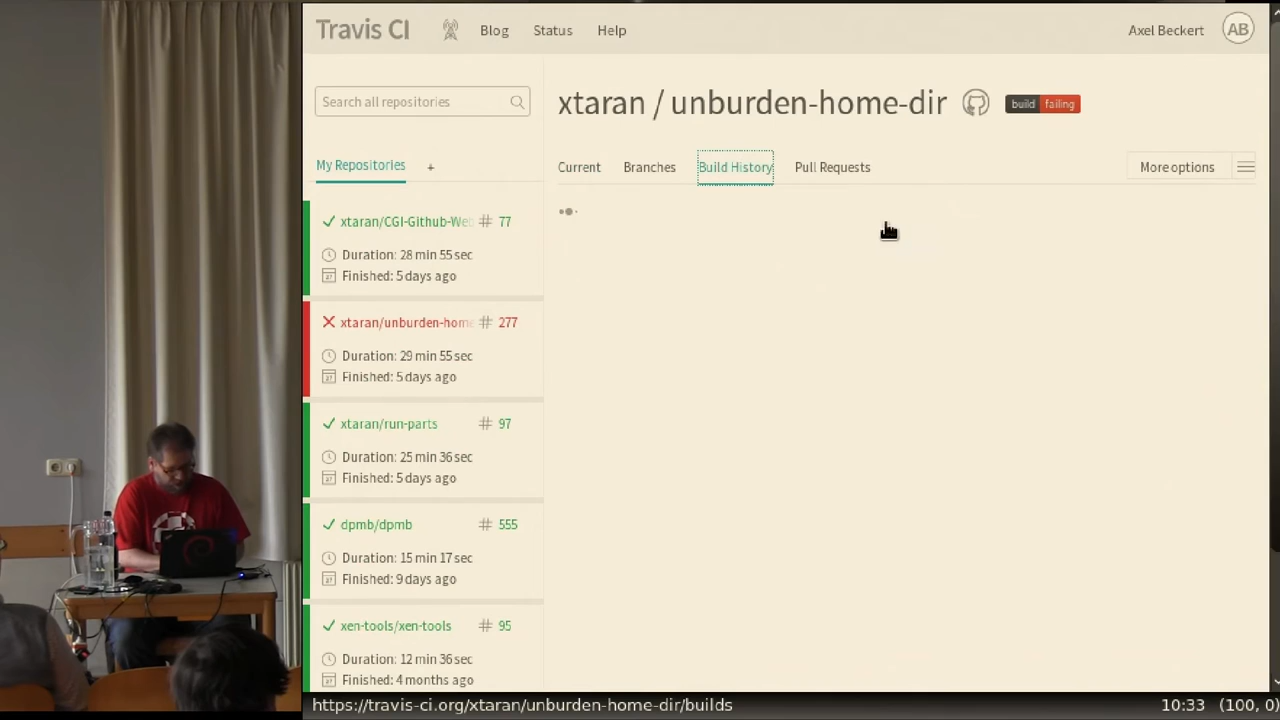 Travis CI
Blog
Status
Help
Axel Beckert
AB
Search all repositories
xtaran / unburden-home-dir
build failing
My Repositories
+
Current
Branches
Build History
Pull Requests
More options
xtaran/CGI-Github-Web # 77
Duration: 28 min 55 sec
Finished: 5 days ago
xtaran/unburden-home # 277
Duration: 29 min 55 sec
Finished: 5 days ago
xtaran/run-parts # 97
Duration: 25 min 36 sec
Finished: 5 days ago
dpmb/dpmb # 555
Duration: 15 min 17 sec
Finished: 9 days ago
xen-tools/xen-tools # 95
Duration: 12 min 36 sec
Finished: 4 months ago
https://travis-ci.org/xtaran/unburden-home-dir/builds
10:33 (100, 0)